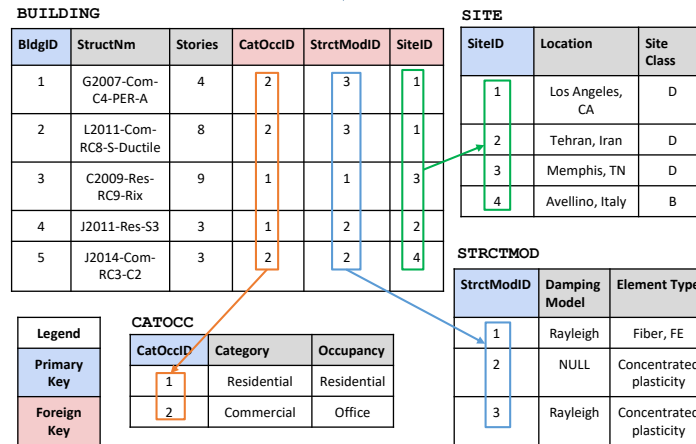 BUILDING
BldgID StructNm Stories CatOccID StrctModID SiteID
1 G2007-Com-C4-PER-A 4 2 3 1
2 L2011-Com-RC8-S-Ductile 8 2 3 1
3 C2009-Res-RC9-Rix 9 1 1 3
4 J2011-Res-S3 3 1 2 2
5 J2014-Com-RC3-C2 3 2 2 4
SITE
SiteID Location Site Class
1 Los Angeles, CA D
2 Tehran, Iran D
3 Memphis, TN D
4 Avellino, Italy B
STRCTMOD
StrctModID Damping Model Element Type
1 Rayleigh Fiber, FE
2 NULL Concentrated plasticity
3 Rayleigh Concentrated plasticity
Legend
Primary Key
Foreign Key
CATOCC
CatOccID Category Occupancy
1 Residential Residential
2 Commercial Office